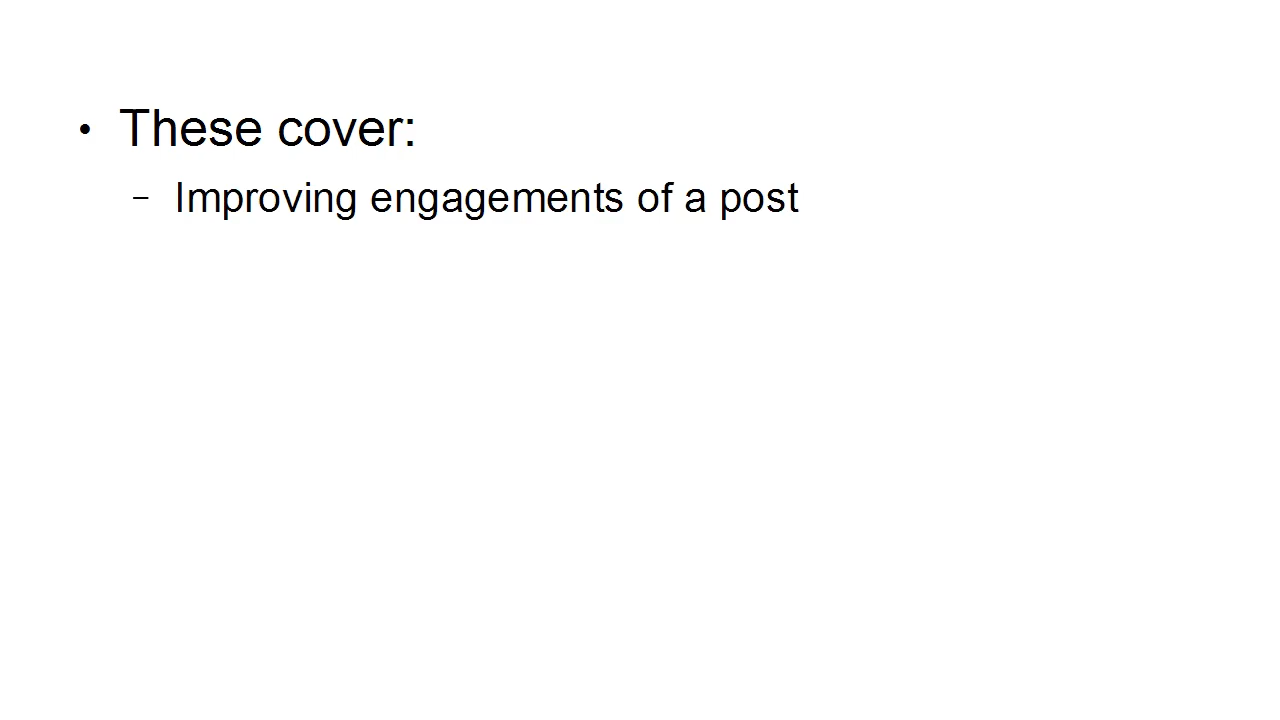 • These cover:
– Improving engagements of a post